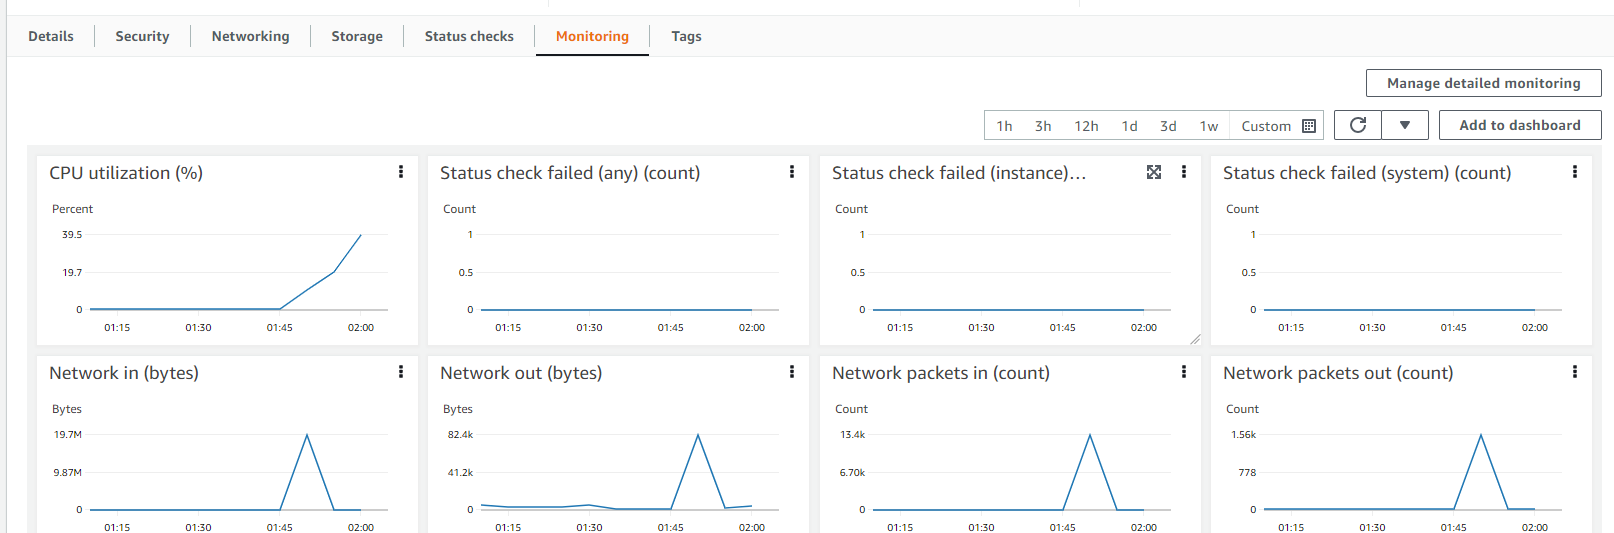 Details Security Networking Storage Status checks Monitoring Tags
Manage detailed monitoring
1h 3h 12h 1d 3d 1w Custom Add to dashboard
CPU utilization (%)
Percent
39.5
19.7
0
01:15 01:30 01:45 02:00
Status check failed (any) (count)
Count
1
0.5
0
01:15 01:30 01:45 02:00
Status check failed (instance)...
Count
1
0.5
0
01:15 01:30 01:45 02:00
Status check failed (system) (count)
Count
1
0.5
0
01:15 01:30 01:45 02:00
Network in (bytes)
Bytes
19.7M
9.87M
0
01:15 01:30 01:45 02:00
Network out (bytes)
Bytes
82.4k
41.2k
0
01:15 01:30 01:45 02:00
Network packets in (count)
Count
13.4k
6.70k
0
01:15 01:30 01:45 02:00
Network packets out (count)
Count
1.56k
778
0
01:15 01:30 01:45 02:00